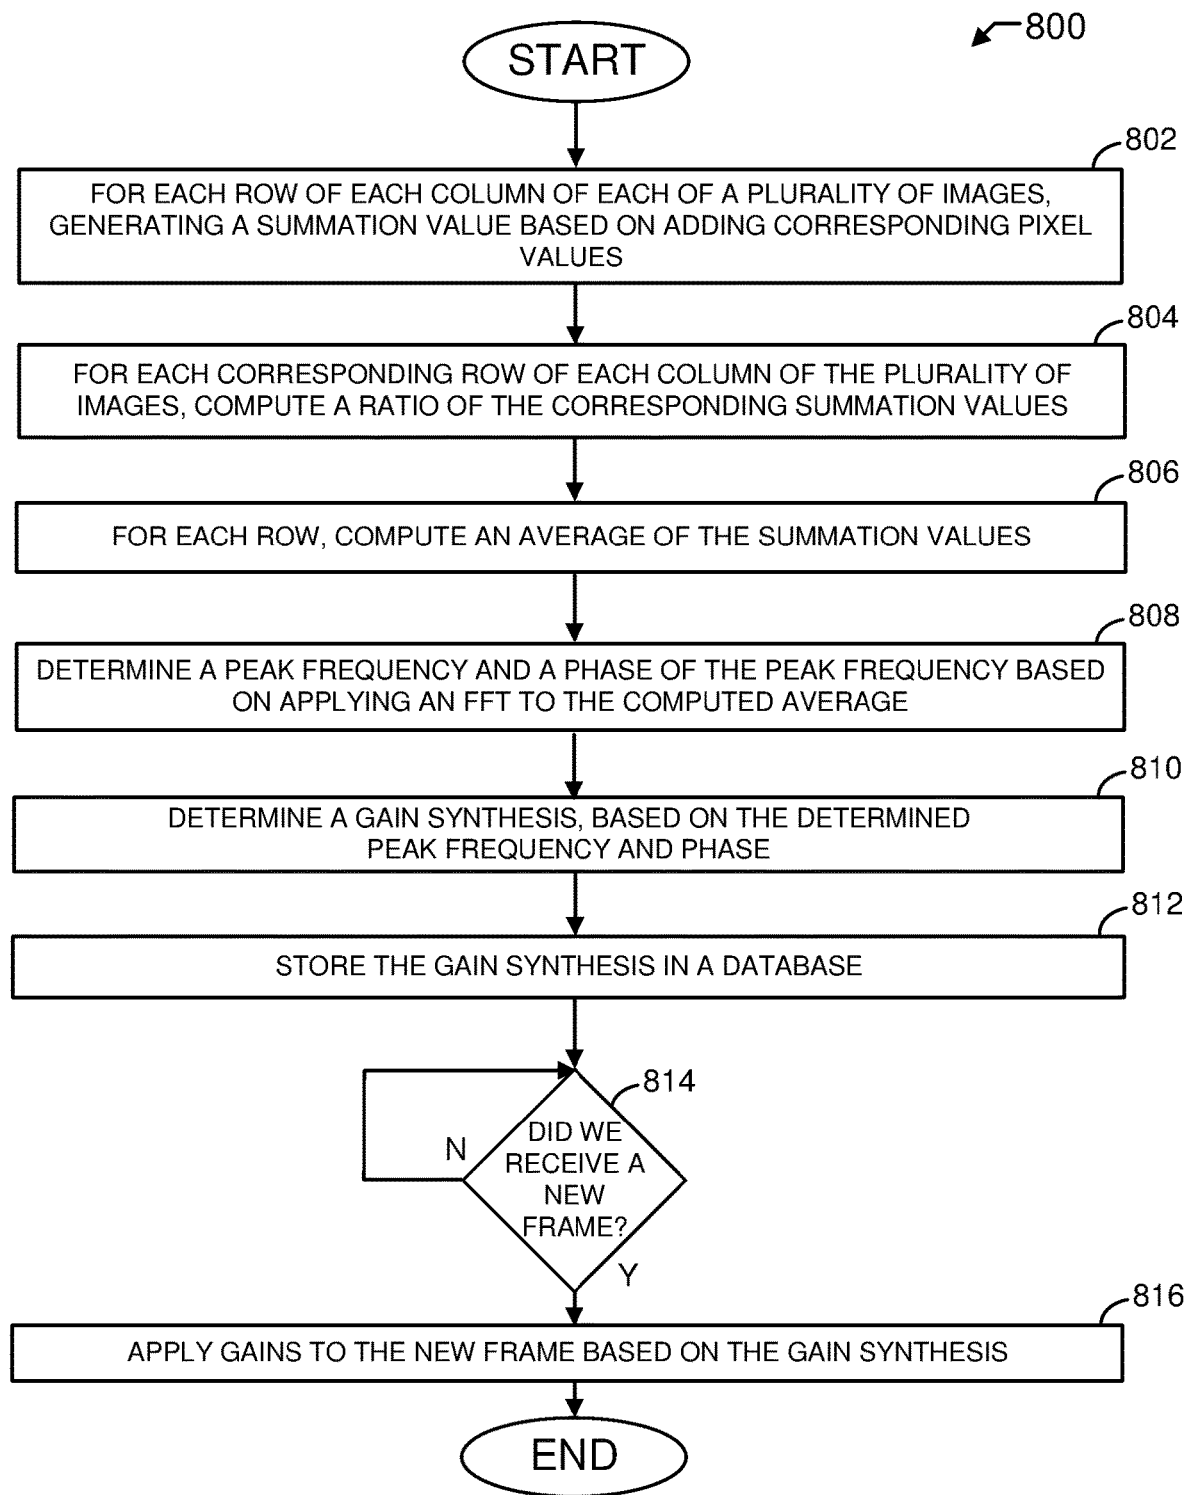 START
800
802
FOR EACH ROW OF EACH COLUMN OF EACH OF A PLURALITY OF IMAGES,
GENERATING A SUMMATION VALUE BASED ON ADDING CORRESPONDING PIXEL
VALUES
804
FOR EACH CORRESPONDING ROW OF EACH COLUMN OF THE PLURALITY OF
IMAGES, COMPUTE A RATIO OF THE CORRESPONDING SUMMATION VALUES
806
FOR EACH ROW, COMPUTE AN AVERAGE OF THE SUMMATION VALUES
808
DETERMINE A PEAK FREQUENCY AND A PHASE OF THE PEAK FREQUENCY BASED
ON APPLYING AN FFT TO THE COMPUTED AVERAGE
810
DETERMINE A GAIN SYNTHESIS, BASED ON THE DETERMINED
PEAK FREQUENCY AND PHASE
812
STORE THE GAIN SYNTHESIS IN A DATABASE
814
DID WE
N
RECEIVE A
NEW
FRAME?
Y
816
APPLY GAINS TO THE NEW FRAME BASED ON THE GAIN SYNTHESIS
END